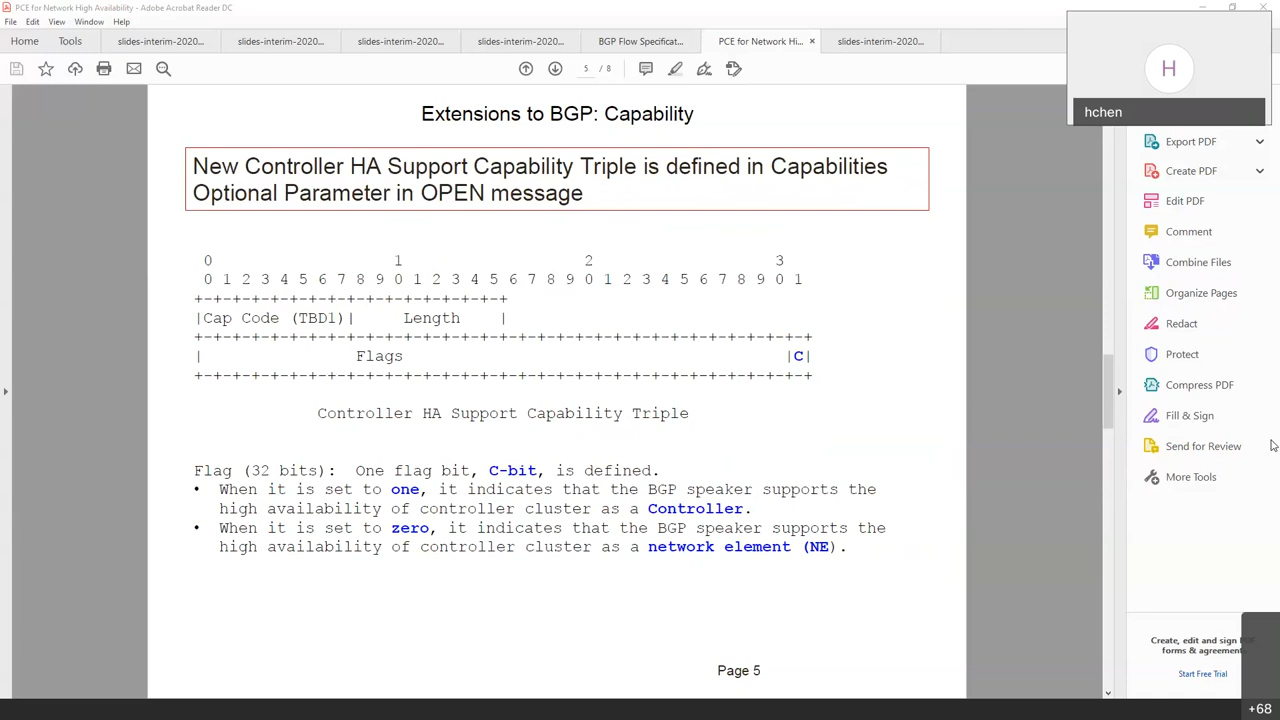 PCE for Network High Availability - Adobe Acrobat Reader DC
File Edit View Window Help
Home Tools slides-interim-2020... slides-interim-2020... slides-interim-2020... slides-interim-2020... BGP Flow Specificat... PCE for Network Hi... × slides-interim-2020...
5 / 8
H
hchen
Extensions to BGP: Capability
New Controller HA Support Capability Triple is defined in Capabilities
Optional Parameter in OPEN message
0 1 2 3
0 1 2 3 4 5 6 7 8 9 0 1 2 3 4 5 6 7 8 9 0 1 2 3 4 5 6 7 8 9 0 1
+-+-+-+-+-+-+-+-+-+-+-+-+-+-+-+-+
|Cap Code (TBD1)| Length |
+-+-+-+-+-+-+-+-+-+-+-+-+-+-+-+-+-+-+-+-+-+-+-+-+-+-+-+-+-+-+-+-+
| Flags |C|
+-+-+-+-+-+-+-+-+-+-+-+-+-+-+-+-+-+-+-+-+-+-+-+-+-+-+-+-+-+-+-+-+
Controller HA Support Capability Triple
Flag (32 bits): One flag bit, C-bit, is defined.
• When it is set to one, it indicates that the BGP speaker supports the
high availability of controller cluster as a Controller.
• When it is set to zero, it indicates that the BGP speaker supports the
high availability of controller cluster as a network element (NE).
Page 5
Export PDF
Create PDF
Edit PDF
Comment
Combine Files
Organize Pages
Redact
Protect
Compress PDF
Fill & Sign
Send for Review
More Tools
Create, edit and sign
forms & agreement
Start Free Trial
+68